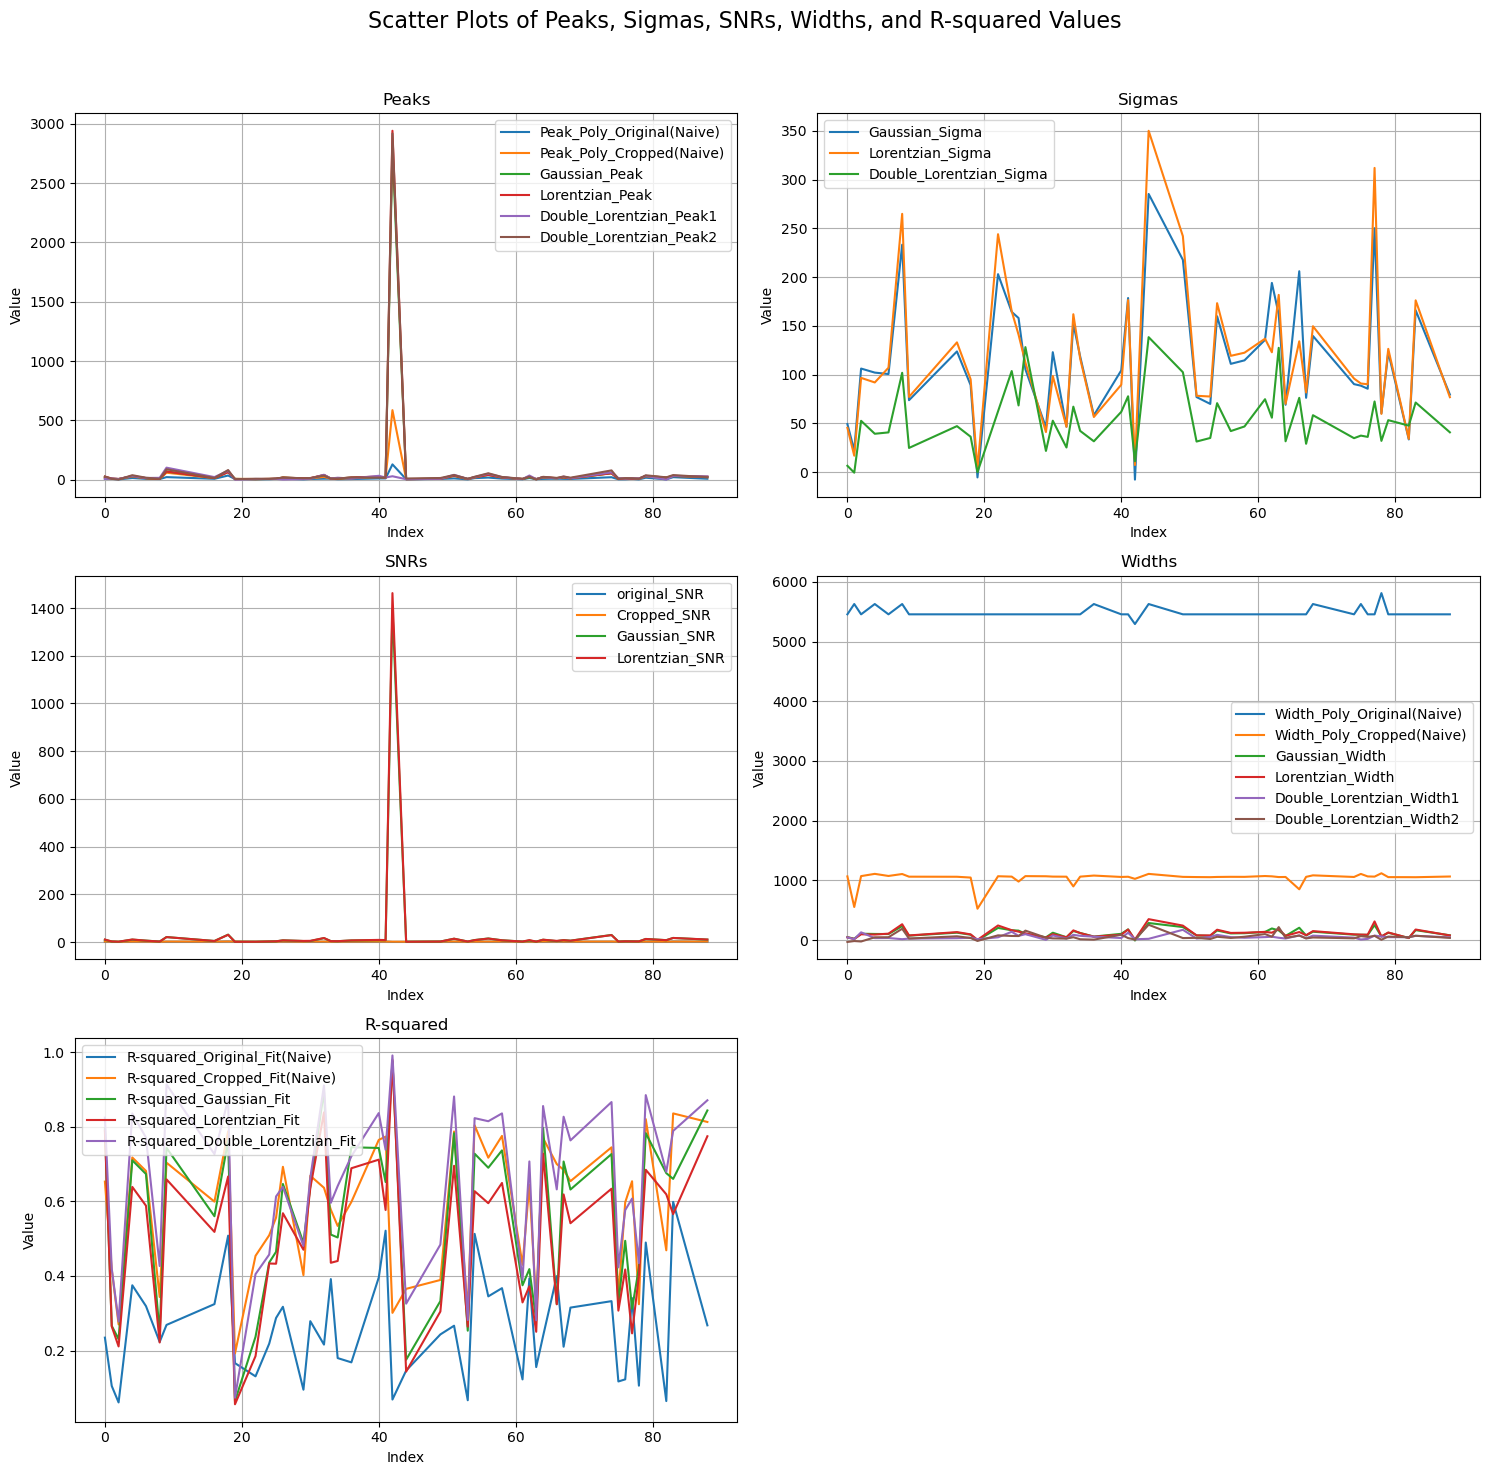 Scatter Plots of Peaks, Sigmas, SNRs, Widths, and R-squared Values
Peaks
Value
3000
2500
2000
1500
1000
500
0
Peak_Poly_Original(Naive)
Peak_Poly_Cropped(Naive)
Gaussian_Peak
Lorentzian_Peak
Double_Lorentzian_Peak1
Double_Lorentzian_Peak2
0 20 40 60 80
Index
Sigmas
Value
350
300
250
200
150
100
50
0
Gaussian_Sigma
Lorentzian_Sigma
Double_Lorentzian_Sigma
0 20 40 60 80
Index
SNRs
Value
1400
1200
1000
800
600
400
200
0
original_SNR
Cropped_SNR
Gaussian_SNR
Lorentzian_SNR
0 20 40 60 80
Index
Widths
Value
6000
5000
4000
3000
2000
1000
0
Width_Poly_Original(Naive)
Width_Poly_Cropped(Naive)
Gaussian_Width
Lorentzian_Width
Double_Lorentzian_Width1
Double_Lorentzian_Width2
0 20 40 60 80
Index
R-squared
Value
1.0
0.8
0.6
0.4
0.2
R-squared_Original_Fit(Naive)
R-squared_Cropped_Fit(Naive)
R-squared_Gaussian_Fit
R-squared_Lorentzian_Fit
R-squared_Double_Lorentzian_Fit
0 20 40 60 80
Index